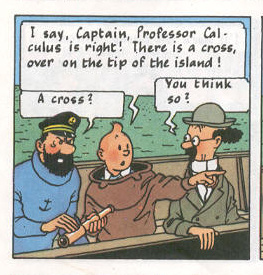 I say, Captain, Professor Cal-
culus is right! There is a cross,
over on the tip of the island!
A cross?
You think
so?